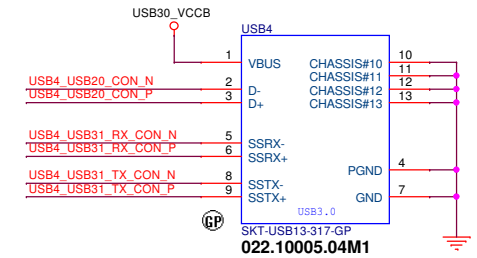 USB30_VCCB
USB4
1 VBUS CHASSIS#10 10
CHASSIS#11 11
USB4_USB20_CON_N 2 D- CHASSIS#12 12
USB4_USB20_CON_P 3 D+ CHASSIS#13 13
USB4_USB31_RX_CON_N 5 SSRX-
USB4_USB31_RX_CON_P 6 SSRX+
PGND 4
USB4_USB31_TX_CON_N 8 SSTX-
USB4_USB31_TX_CON_P 9 SSTX+ GND 7
GP USB3.0
SKT-USB13-317-GP
022.10005.04M1